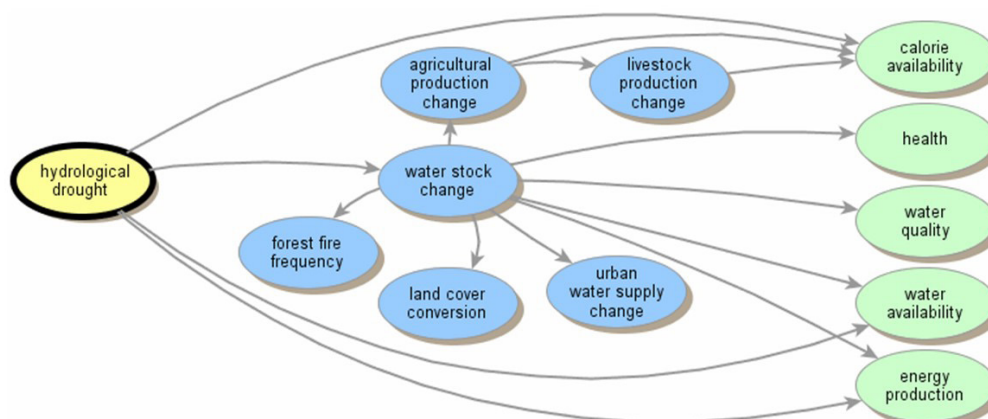 calorie
availability
agricultural
production
change
livestock
production
change
health
hydrological
drought
water stock
change
water
quality
forest fire
frequency
land cover
conversion
urban
water supply
change
water
availability
energy
production